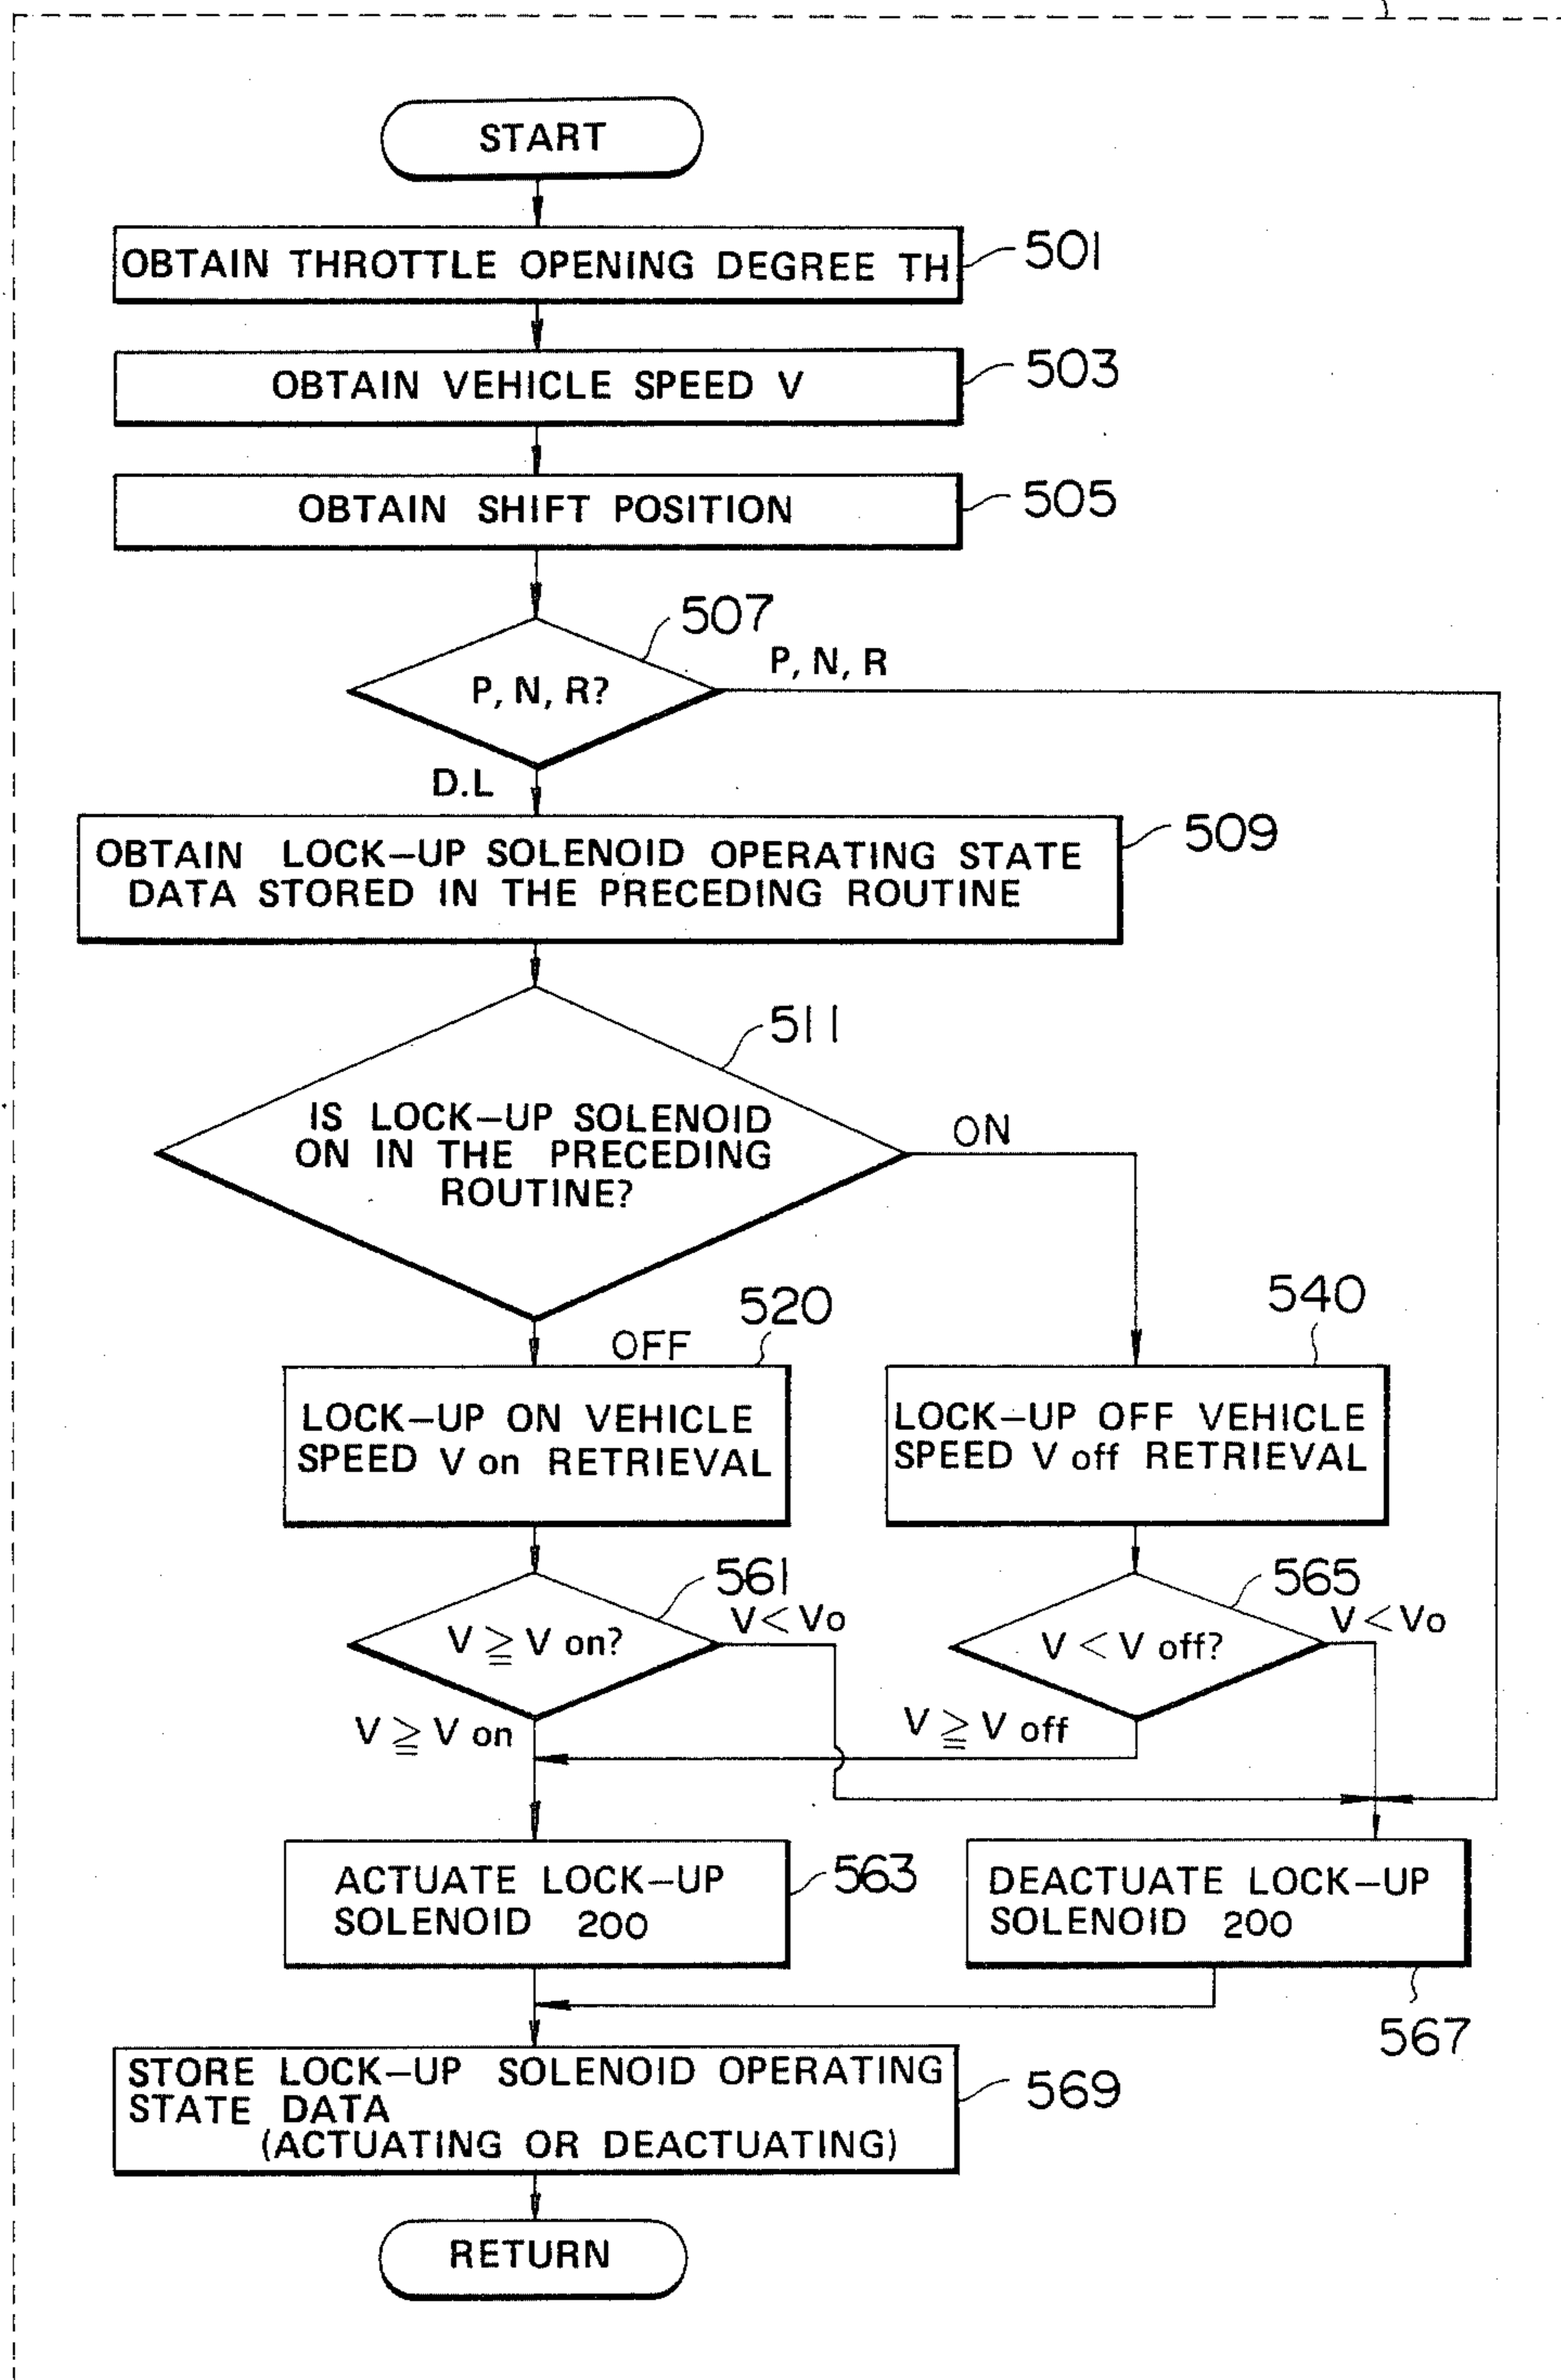 START
OBTAIN THROTTLE OPENING DEGREE TH
501
OBTAIN VEHICLE SPEED V
503
OBTAIN SHIFT POSITION
505
507
P, N, R?
P, N, R
D.L
OBTAIN LOCK-UP SOLENOID OPERATING STATE
DATA STORED IN THE PRECEDING ROUTINE
509
511
IS LOCK-UP SOLENOID
ON IN THE PRECEDING
ROUTINE?
ON
OFF
520
540
LOCK-UP ON VEHICLE
SPEED V on RETRIEVAL
LOCK-UP OFF VEHICLE
SPEED V off RETRIEVAL
561
V ≧ V on?
V < Vo
565
V < V off?
V < Vo
V ≧ V on
V ≧ V off
ACTUATE LOCK-UP
SOLENOID 200
563
DEACTUATE LOCK-UP
SOLENOID 200
567
STORE LOCK-UP SOLENOID OPERATING
STATE DATA
(ACTUATING OR DEACTUATING)
569
RETURN